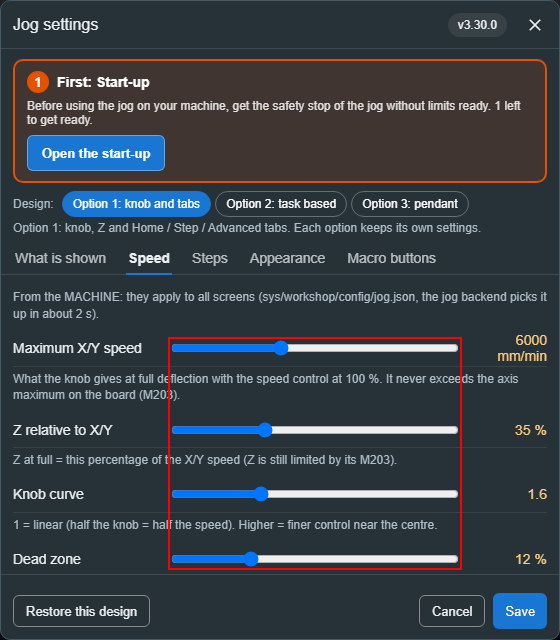 Jog settings
v3.30.0
1
First: Start-up
Before using the jog on your machine, get the safety stop of the jog without limits ready. 1 left
to get ready.
Open the start-up
Design:
Option 1: knob and tabs
Option 2: task based
Option 3: pendant
Option 1: knob, Z and Home / Step / Advanced tabs. Each option keeps its own settings.
What is shown
Speed
Steps
Appearance
Macro buttons
From the MACHINE: they apply to all screens (sys/workshop/config/jog.json, the jog backend picks it
up in about 2 s).
Maximum X/Y speed
6000
mm/min
What the knob gives at full deflection with the speed control at 100 %. It never exceeds the axis
maximum on the board (M203).
Z relative to X/Y
35 %
Z at full = this percentage of the X/Y speed (Z is still limited by its M203).
Knob curve
1.6
1 = linear (half the knob = half the speed). Higher = finer control near the centre.
Dead zone
12 %
Restore this design
Cancel
Save